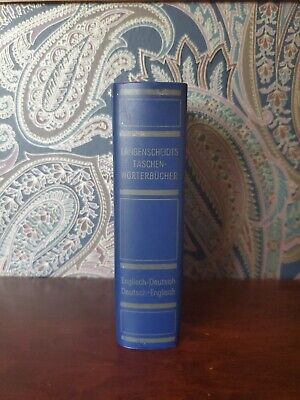 LANGENSCHEIDTS
TASCHEN-
WÖRTERBÜCHER
Englisch-Deutsch
Deutsch-Englisch